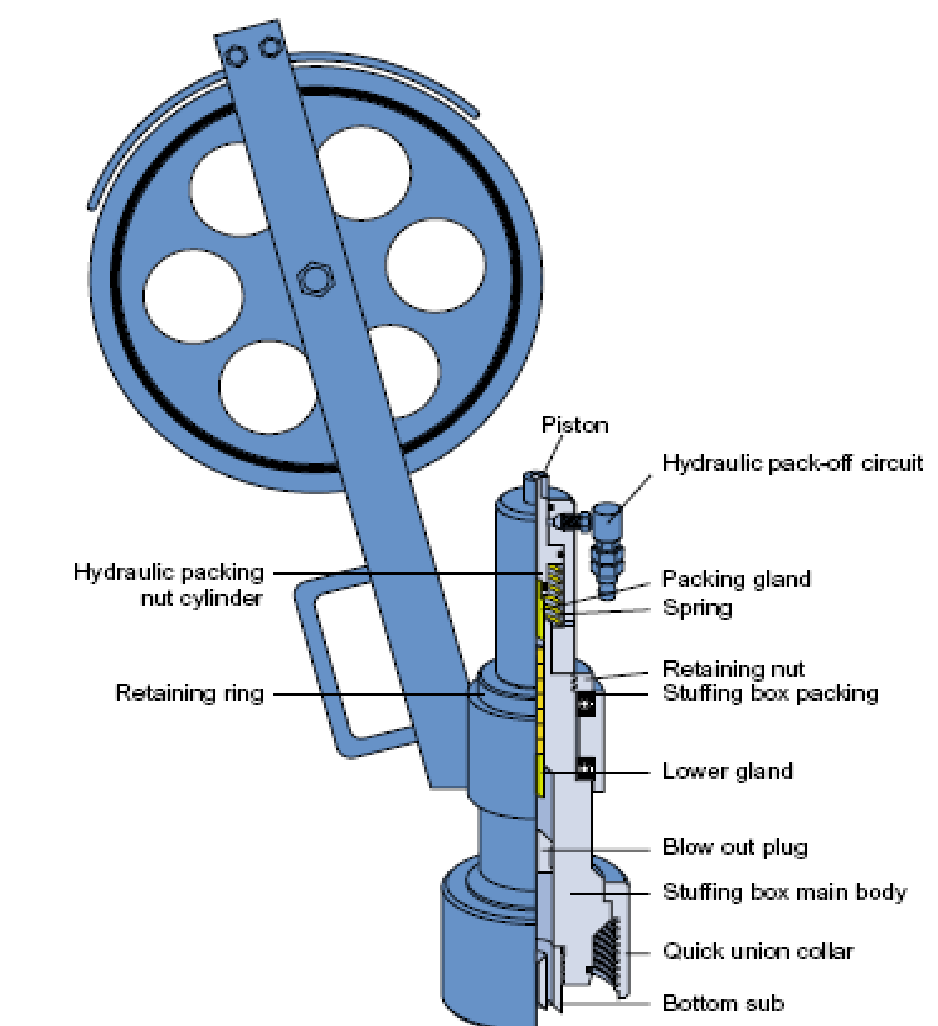 Piston
Hydraulic pack-off circuit
Hydraulic packing
nut cylinder
Packing gland
Spring
Retaining nut
Retaining ring
Stuffing box packing
Lower gland
Blow out plug
Stuffing box main body
Quick union collar
Bottom sub